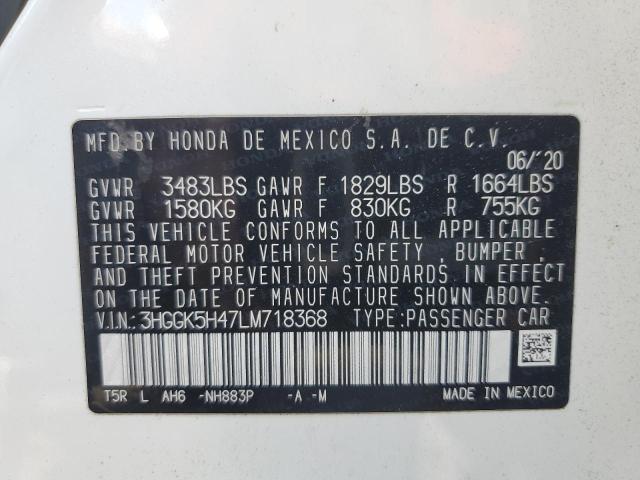 MFD. BY HONDA DE MEXICO S.A. DE C.V.
06/'20
GVWR 3483LBS GAWR F 1829LBS R 1664LBS
GVWR 1580KG GAWR F 830KG R 755KG
THIS VEHICLE CONFORMS TO ALL APPLICABLE
FEDERAL MOTOR VEHICLE SAFETY , BUMPER ,
AND THEFT PREVENTION STANDARDS IN EFFECT
ON THE DATE OF MANUFACTURE SHOWN ABOVE.
V.I.N.: 3HGGK5H47LM718368 TYPE:PASSENGER CAR
T5R L AH6 -NH883P -A -M MADE IN MEXICO